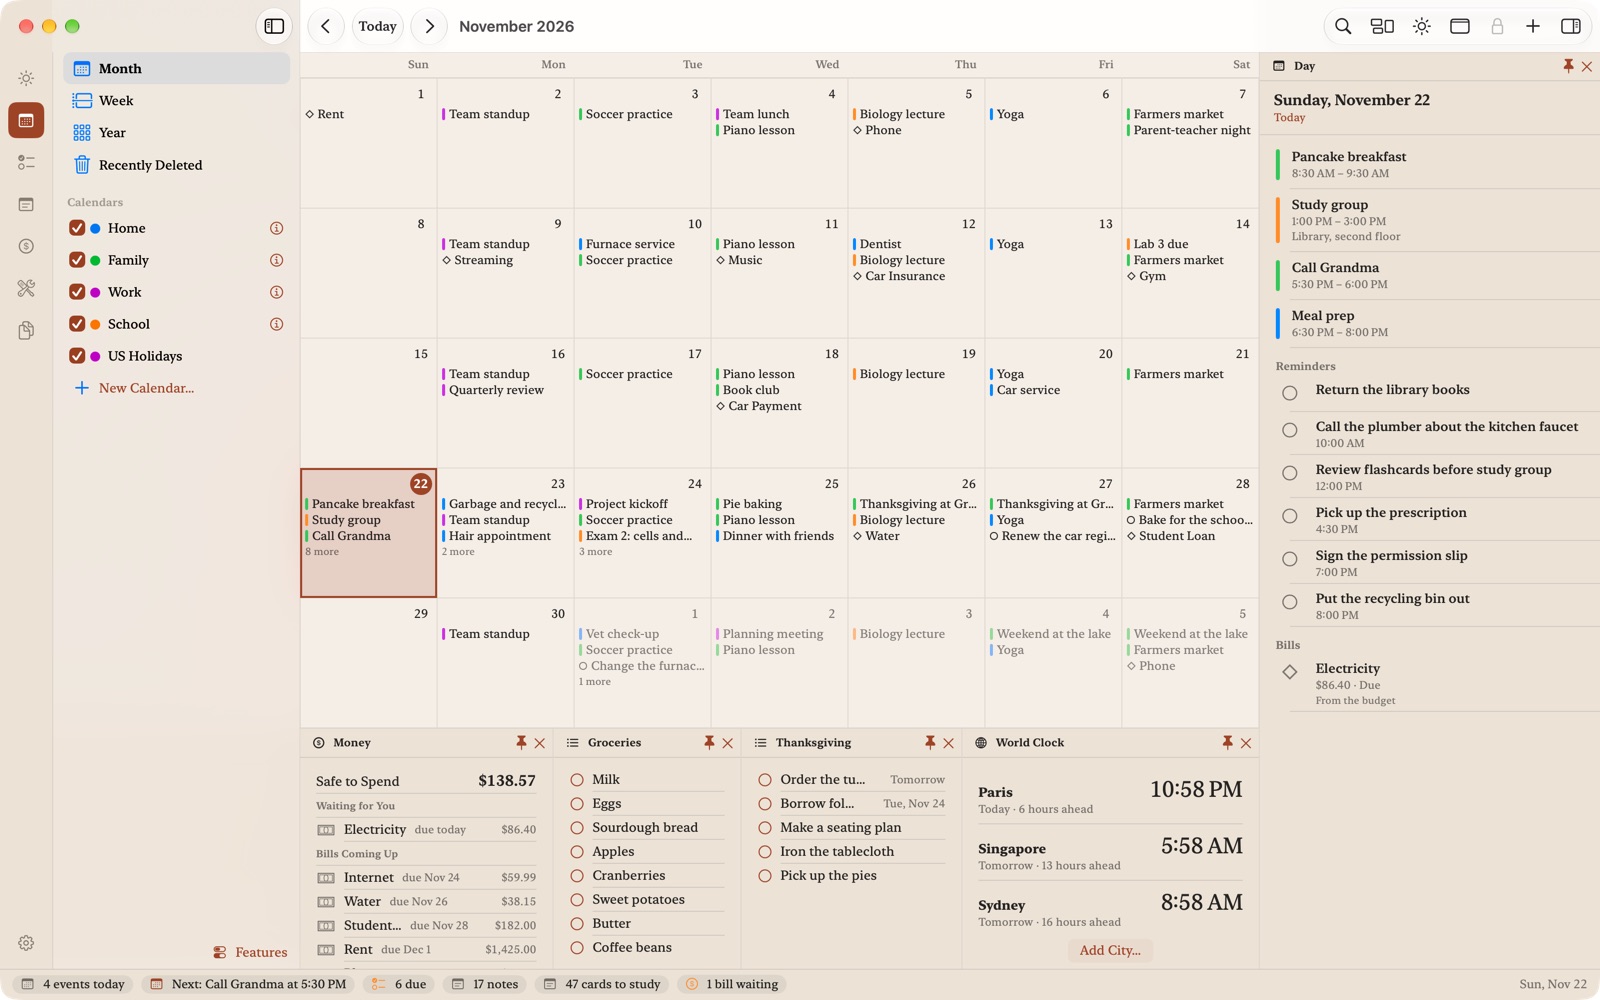 Today
November 2026
Month
Week
Year
Recently Deleted
Calendars
Home
Family
Work
School
US Holidays
New Calendar...
Features
Sun Mon Tue Wed Thu Fri Sat
1
Rent
2
Team standup
3
Soccer practice
4
Team lunch
Piano lesson
5
Biology lecture
Phone
6
Yoga
7
Farmers market
Parent-teacher night
8
9
Team standup
Streaming
10
Furnace service
Soccer practice
11
Piano lesson
Music
12
Dentist
Biology lecture
Car Insurance
13
Yoga
14
Lab 3 due
Farmers market
Gym
15
16
Team standup
Quarterly review
17
Soccer practice
18
Piano lesson
Book club
Car Payment
19
Biology lecture
20
Yoga
Car service
21
Farmers market
22
Pancake breakfast
Study group
Call Grandma
8 more
23
Garbage and recycl...
Team standup
Hair appointment
2 more
24
Project kickoff
Soccer practice
Exam 2: cells and...
3 more
25
Pie baking
Piano lesson
Dinner with friends
26
Thanksgiving at Gr...
Biology lecture
Water
27
Thanksgiving at Gr...
Yoga
Renew the car regi...
28
Farmers market
Bake for the schoo...
Student Loan
29
30
Team standup
1
Vet check-up
Soccer practice
Change the furnac...
1 more
2
Planning meeting
Piano lesson
3
Biology lecture
4
Weekend at the lake
Yoga
5
Weekend at the lake
Farmers market
Phone
Day
Sunday, November 22
Today
Pancake breakfast
8:30 AM – 9:30 AM
Study group
1:00 PM – 3:00 PM
Library, second floor
Call Grandma
5:30 PM – 6:00 PM
Meal prep
6:30 PM – 8:00 PM
Reminders
Return the library books
Call the plumber about the kitchen faucet
10:00 AM
Review flashcards before study group
12:00 PM
Pick up the prescription
4:30 PM
Sign the permission slip
7:00 PM
Put the recycling bin out
8:00 PM
Bills
Electricity
$86.40 · Due
From the budget
Money
Safe to Spend $138.57
Waiting for You
Electricity due today $86.40
Bills Coming Up
Internet due Nov 24 $59.99
Water due Nov 26 $38.15
Student... due Nov 28 $182.00
Rent due Dec 1 $1,425.00
Groceries
Milk
Eggs
Sourdough bread
Apples
Cranberries
Sweet potatoes
Butter
Coffee beans
Thanksgiving
Order the tu... Tomorrow
Borrow fol... Tue, Nov 24
Make a seating plan
Iron the tablecloth
Pick up the pies
World Clock
Paris 10:58 PM
Today · 6 hours ahead
Singapore 5:58 AM
Tomorrow · 13 hours ahead
Sydney 8:58 AM
Tomorrow · 16 hours ahead
Add City...
4 events today
Next: Call Grandma at 5:30 PM
6 due
17 notes
47 cards to study
1 bill waiting
Sun, Nov 22